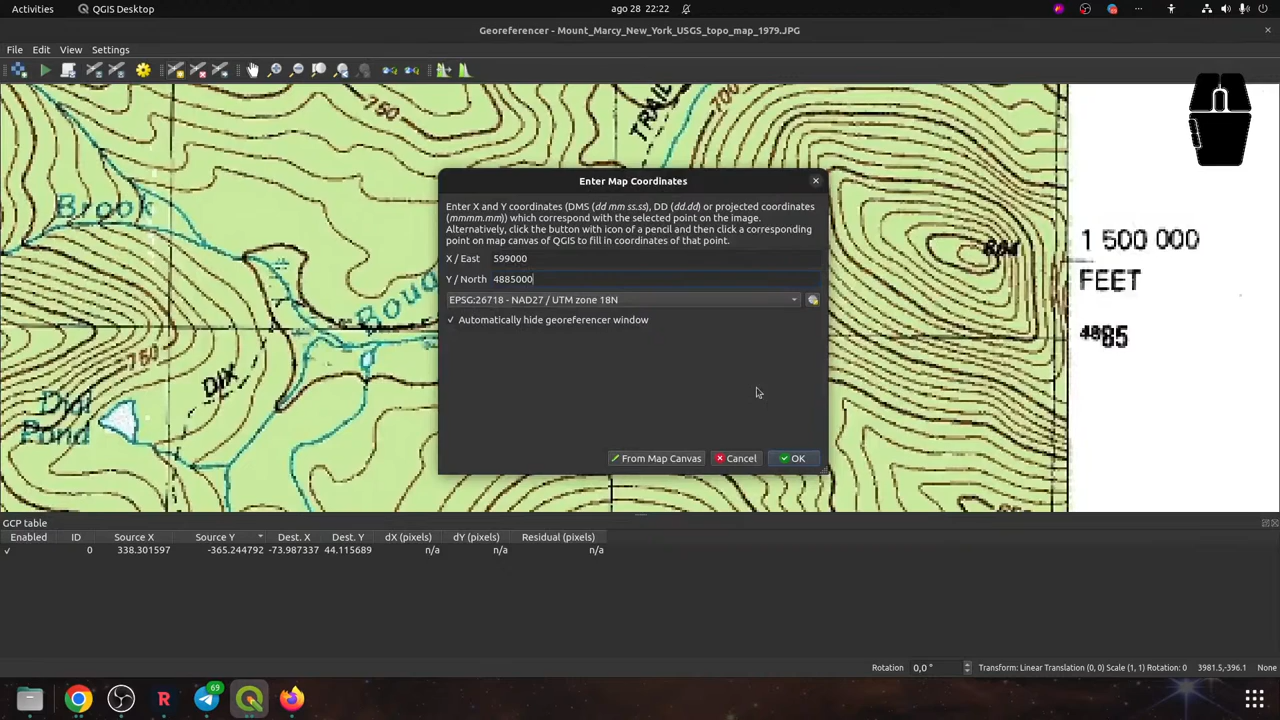 Activities
QGIS Desktop
ago 28 22:22
Georeferencer - Mount_Marcy_New_York_USGS_topo_map_1979.JPG
File Edit View Settings
750
TRAIL
700
Brook
Enter Map Coordinates
Enter X and Y coordinates (DMS (dd mm ss.ss), DD (dd.dd) or projected coordinates
(mmmm.mm)) which correspond with the selected point on the image.
Alternatively, click the button with icon of a pencil and then click a corresponding
point on map canvas of QGIS to fill in coordinates of that point.
X / East 599000
Y / North 4885000
EPSG:26718 - NAD27 / UTM zone 18N
Automatically hide georeferencer window
From Map Canvas Cancel OK
1 500 000
FEET
4885
Bouq
750
DIX
Dial
Pond
GCP table
Enabled ID Source X Source Y Dest. X Dest. Y dX (pixels) dY (pixels) Residual (pixels)
0 338.301597 -365.244792 -73.987337 44.115689 n/a n/a n/a
Rotation 0,0 ° Transform: Linear Translation (0, 0) Scale (1, 1) Rotation: 0 3981.5,-396.1 None
R
69